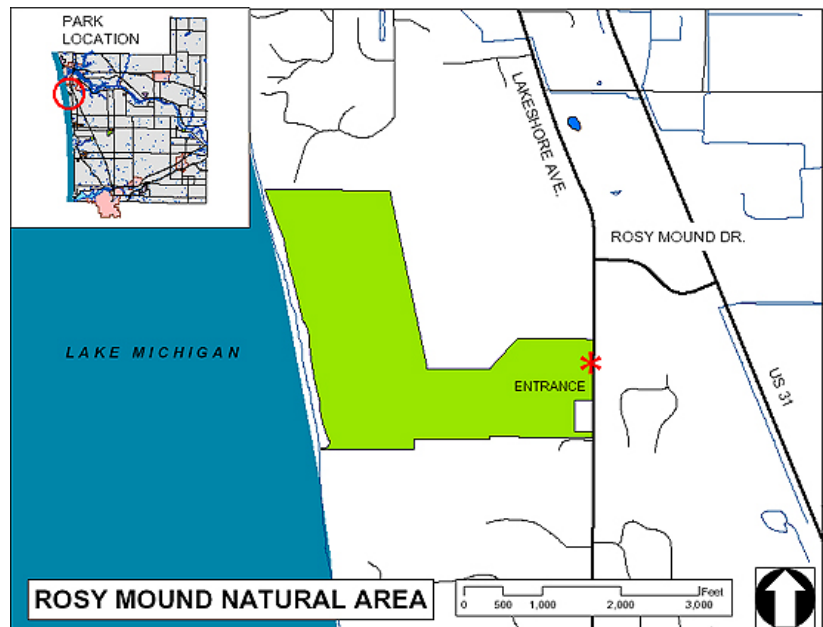 PARK
LOCATION
LAKESHORE AVE.
ROSY MOUND DR.
LAKE MICHIGAN
*
ENTRANCE
US 31
ROSY MOUND NATURAL AREA
Feet
0 500 1,000 2,000 3,000